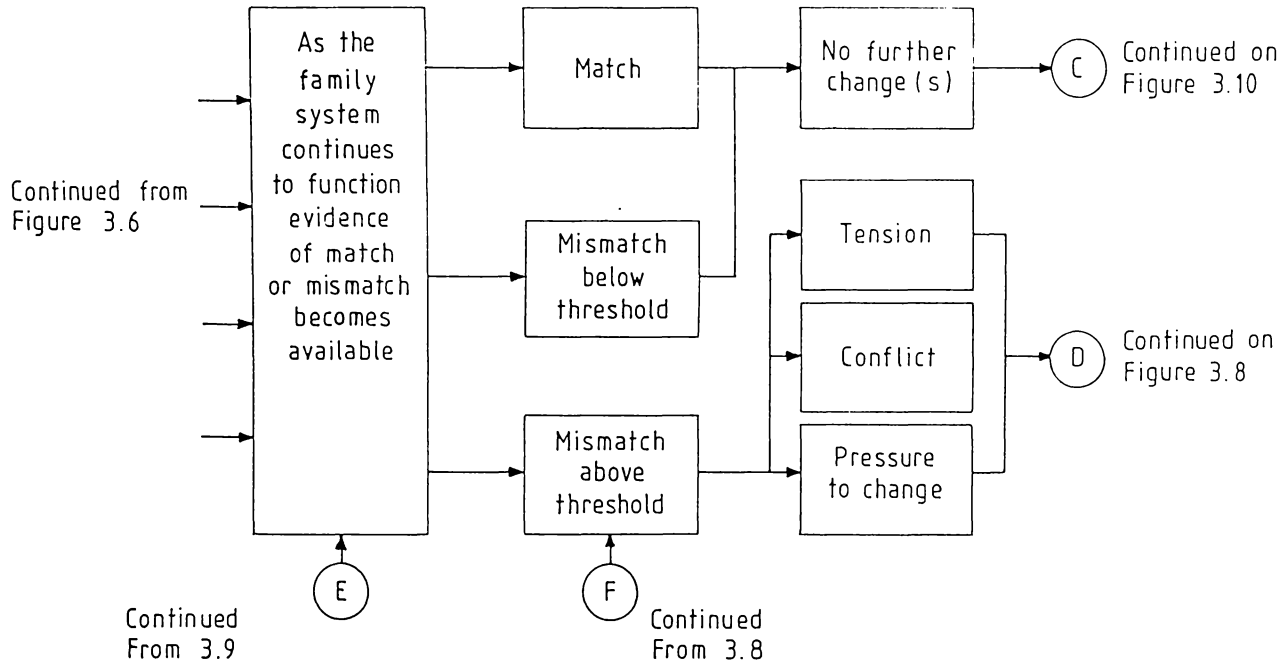 Continued from
Figure 3.6
As the
family
system
continues
to function
evidence
of match
or mismatch
becomes
available
Match
Mismatch
below
threshold
Mismatch
above
threshold
No further
change(s)
Tension
Conflict
Pressure
to change
C
Continued on
Figure 3.10
D
Continued on
Figure 3.8
E
Continued
From 3.9
F
Continued
From 3.8